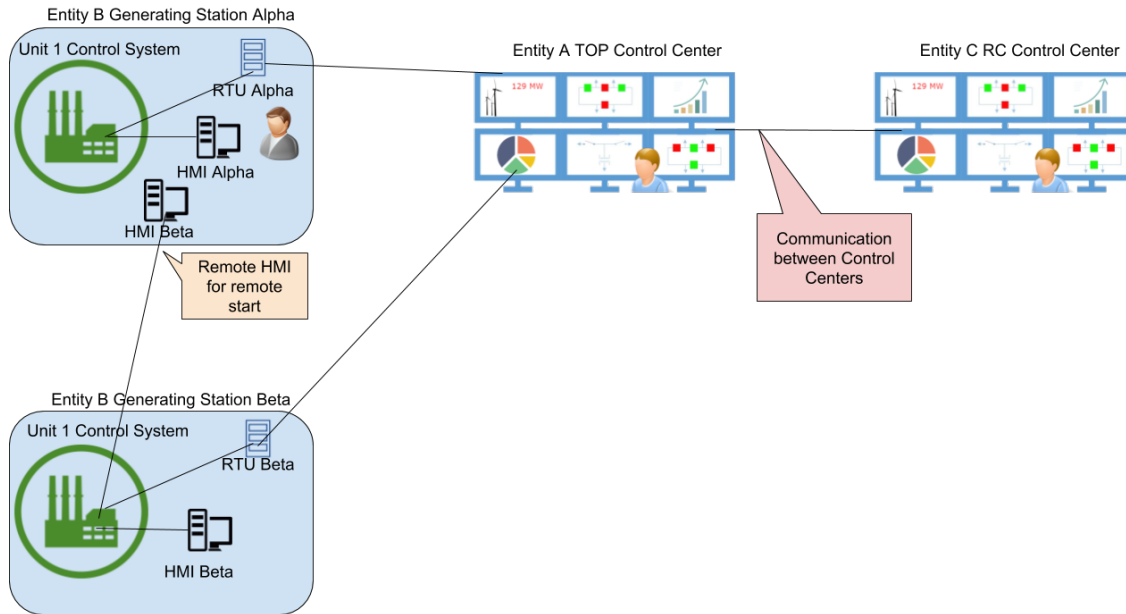 Entity B Generating Station Alpha
Unit 1 Control System
RTU Alpha
HMI Alpha
HMI Beta
Remote HMI
for remote
start
Entity A TOP Control Center
129 MW
Entity C RC Control Center
129 MW
Communication
between Control
Centers
Entity B Generating Station Beta
Unit 1 Control System
RTU Beta
HMI Beta